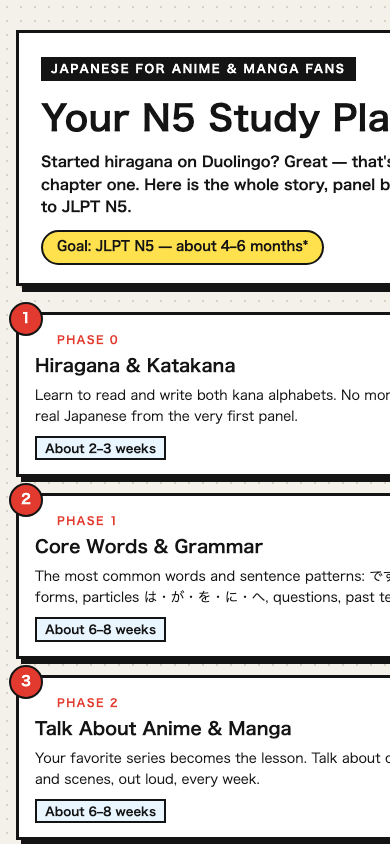 JAPANESE FOR ANIME & MANGA FANS
Your N5 Study Pla
Started hiragana on Duolingo? Great — that's
chapter one. Here is the whole story, panel b
to JLPT N5.
Goal: JLPT N5 — about 4–6 months*
1
PHASE 0
Hiragana & Katakana
Learn to read and write both kana alphabets. No mor
real Japanese from the very first panel.
About 2–3 weeks
2
PHASE 1
Core Words & Grammar
The most common words and sentence patterns: です
forms, particles は・が・を・に・へ, questions, past te
About 6–8 weeks
3
PHASE 2
Talk About Anime & Manga
Your favorite series becomes the lesson. Talk about c
and scenes, out loud, every week.
About 6–8 weeks